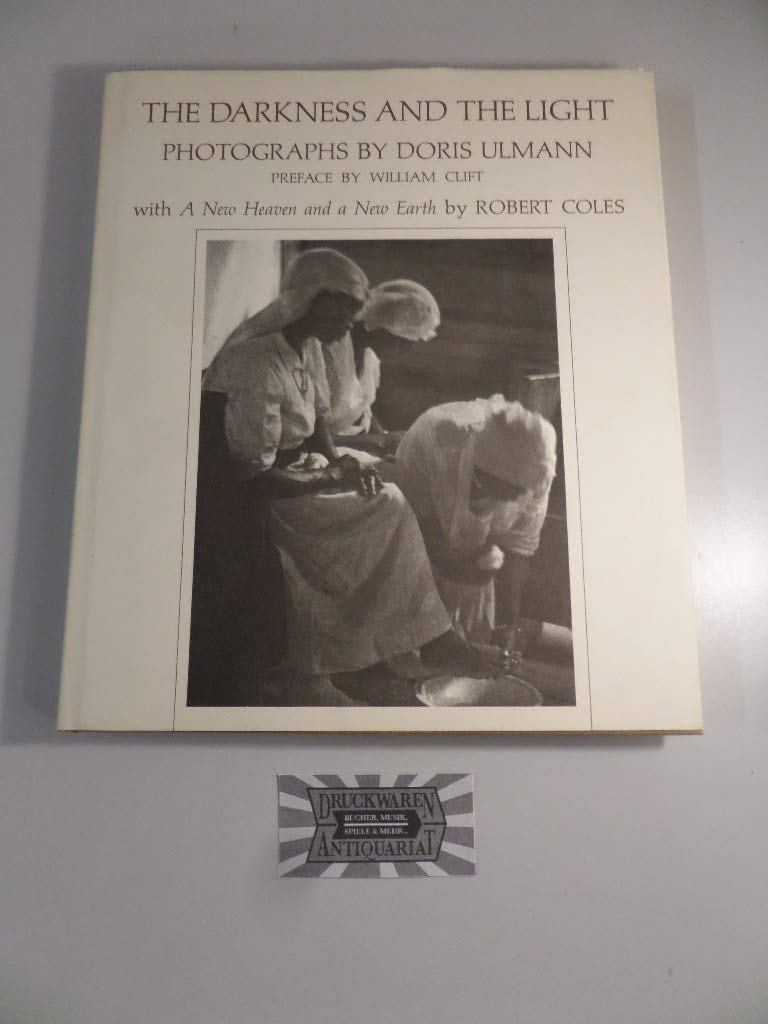 THE DARKNESS AND THE LIGHT
PHOTOGRAPHS BY DORIS ULMANN
PREFACE BY WILLIAM CLIFT
with A New Heaven and a New Earth by ROBERT COLES
DRUCKWAREN
BÜCHER, MUSIK,
SPIELE & MEHR...
ANTIQUARIAT